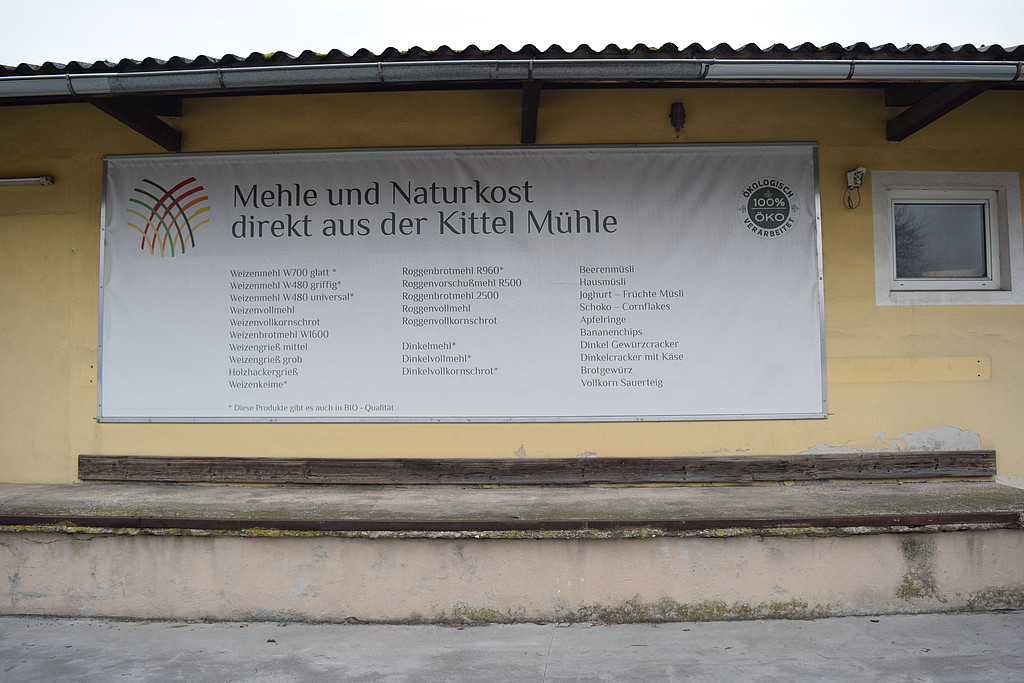 Mehle und Naturkost
direkt aus der Kittel Mühle
ÖKOLOGISCH
100%
ÖKO
VERARBEITET
Weizenmehl W700 glatt *
Weizenmehl W480 griffig*
Weizenmehl W480 universal*
Weizenvollmehl
Weizenvollkornschrot
Weizenbrotmehl W1600
Weizengrieß mittel
Weizengrieß grob
Holzhackergrieß
Weizenkeime*
Roggenbrotmehl R960*
Roggenvorschußmehl R500
Roggenbrotmehl 2500
Roggenvollmehl
Roggenvollkornschrot
Dinkelmehl*
Dinkelvollmehl*
Dinkelvollkornschrot*
Beerenmüsli
Hausmüsli
Joghurt – Früchte Müsli
Schoko – Cornflakes
Apfelringe
Bananenchips
Dinkel Gewürzcracker
Dinkelcracker mit Käse
Brotgewürz
Vollkorn Sauerteig
* Diese Produkte gibt es auch in BIO - Qualität